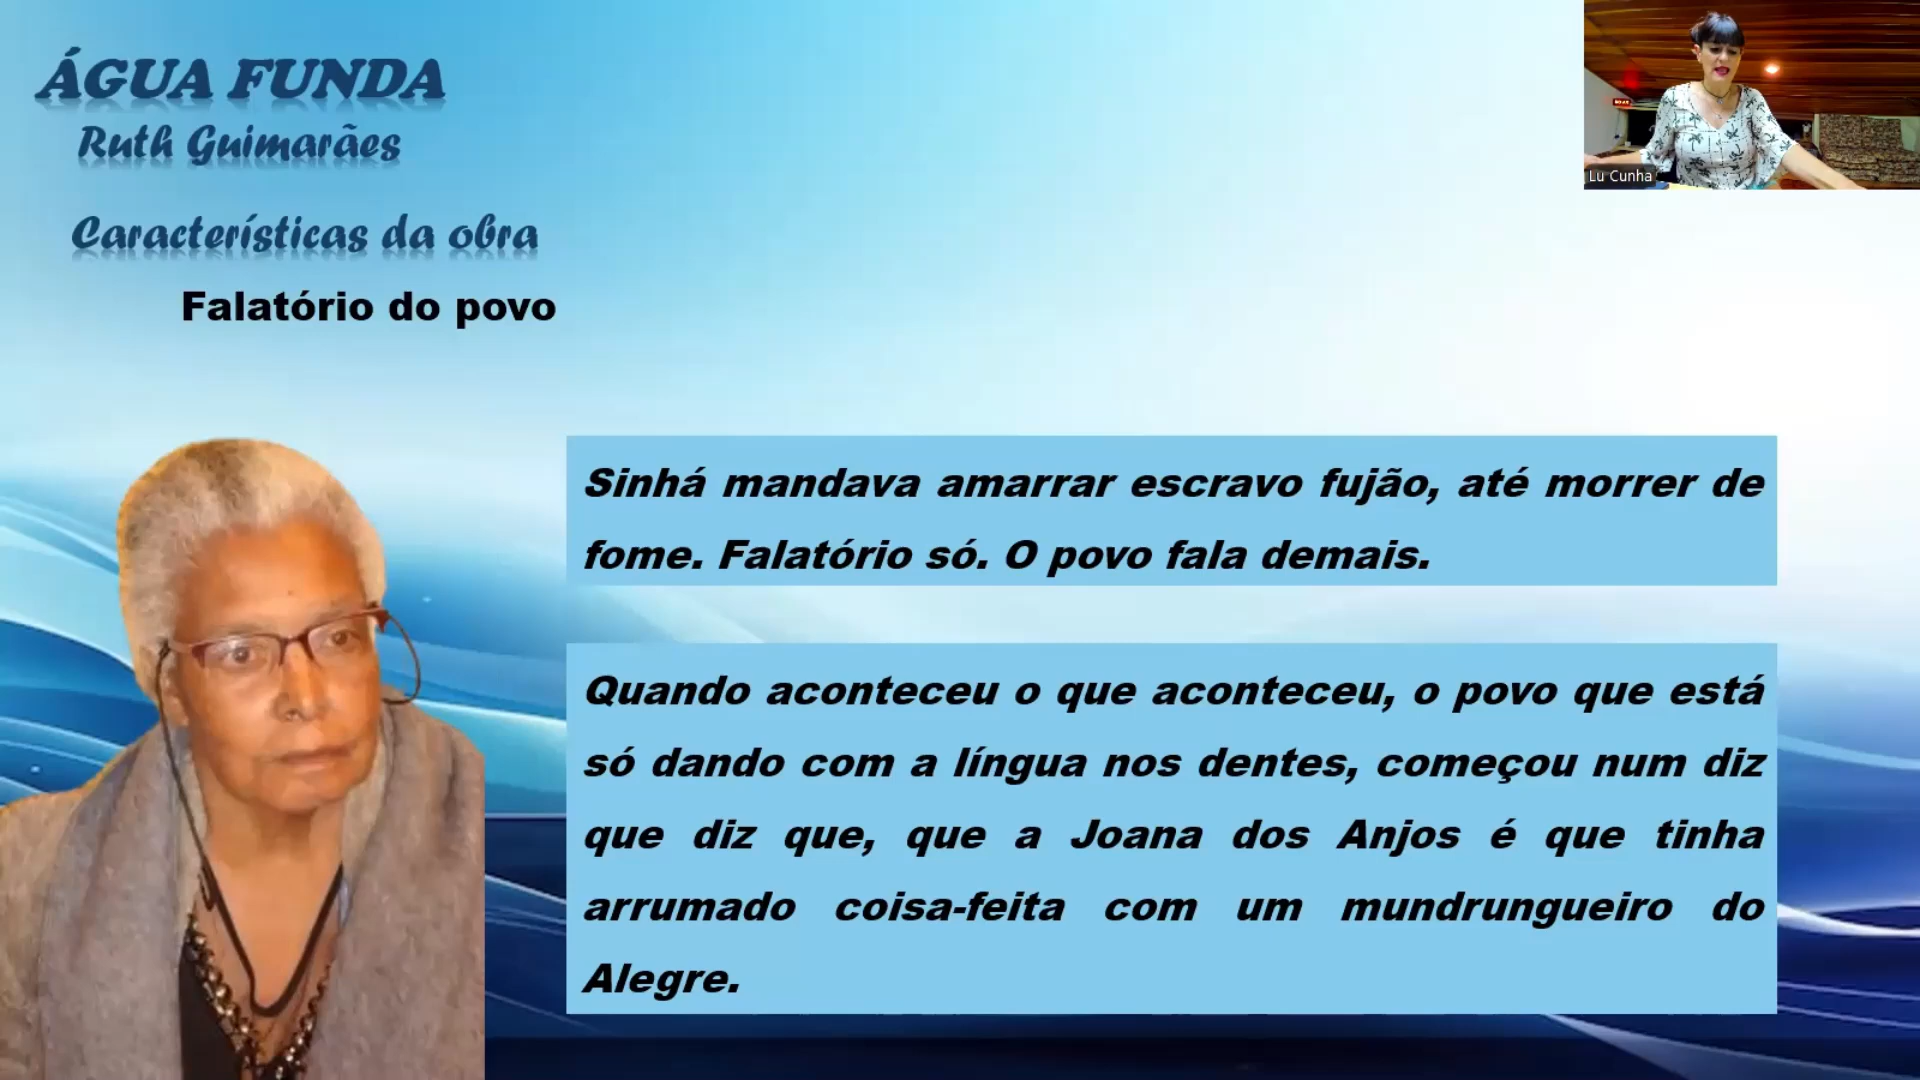 ÁGUA FUNDA
Ruth Guimarães
Características da obra
Falatório do povo
Lu Cunha
Sinhá mandava amarrar escravo fujão, até morrer de
fome. Falatório só. O povo fala demais.
Quando aconteceu o que aconteceu, o povo que está
só dando com a língua nos dentes, começou num diz
que diz que, que a Joana dos Anjos é que tinha
arrumado coisa-feita com um mundrungueiro do
Alegre.